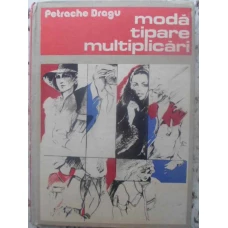 Petrache Dragu
modă
tipare
multiplicări